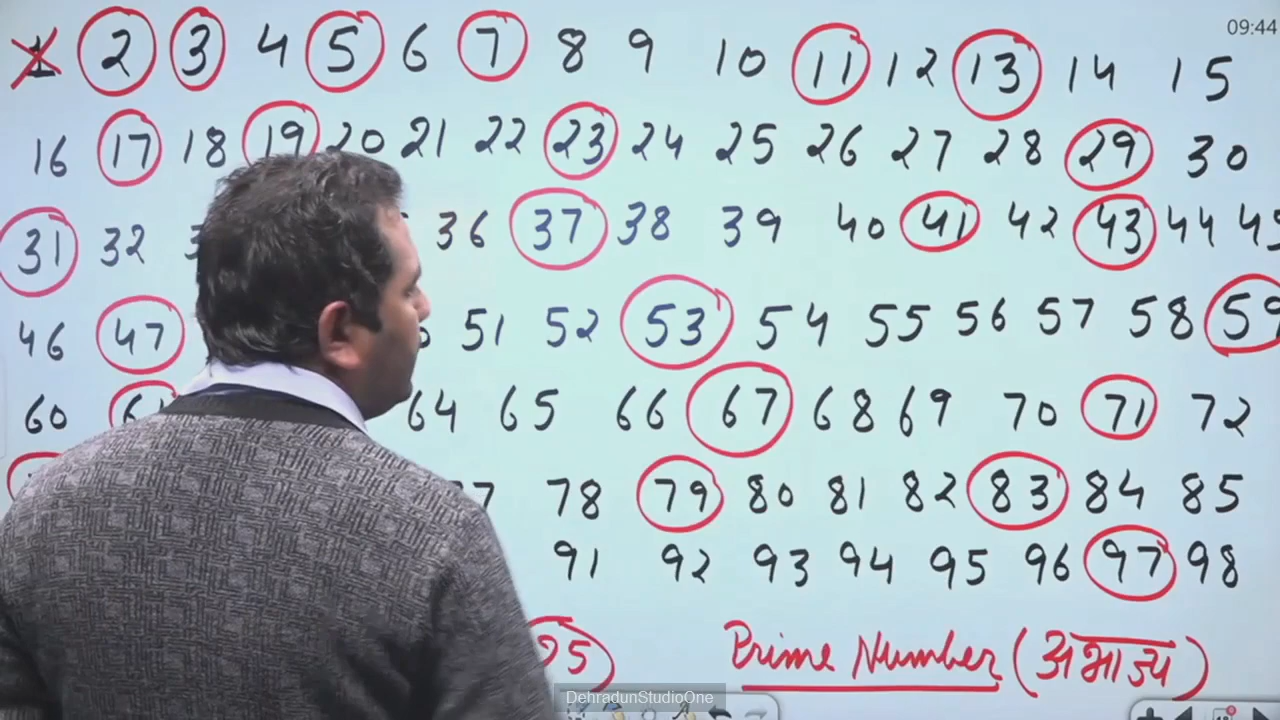 09:44
1 2 3 4 5 6 7 8 9 10 11 12 13 14 15
16 17 18 19 20 21 22 23 24 25 26 27 28 29 30
31 32 36 37 38 39 40 41 42 43 44 45
46 47 51 52 53 54 55 56 57 58 59
60 61 64 65 66 67 68 69 70 71 72
78 79 80 81 82 83 84 85
91 92 93 94 95 96 97 98
Prime Number (अभाज्य)
DehradunStudioOne